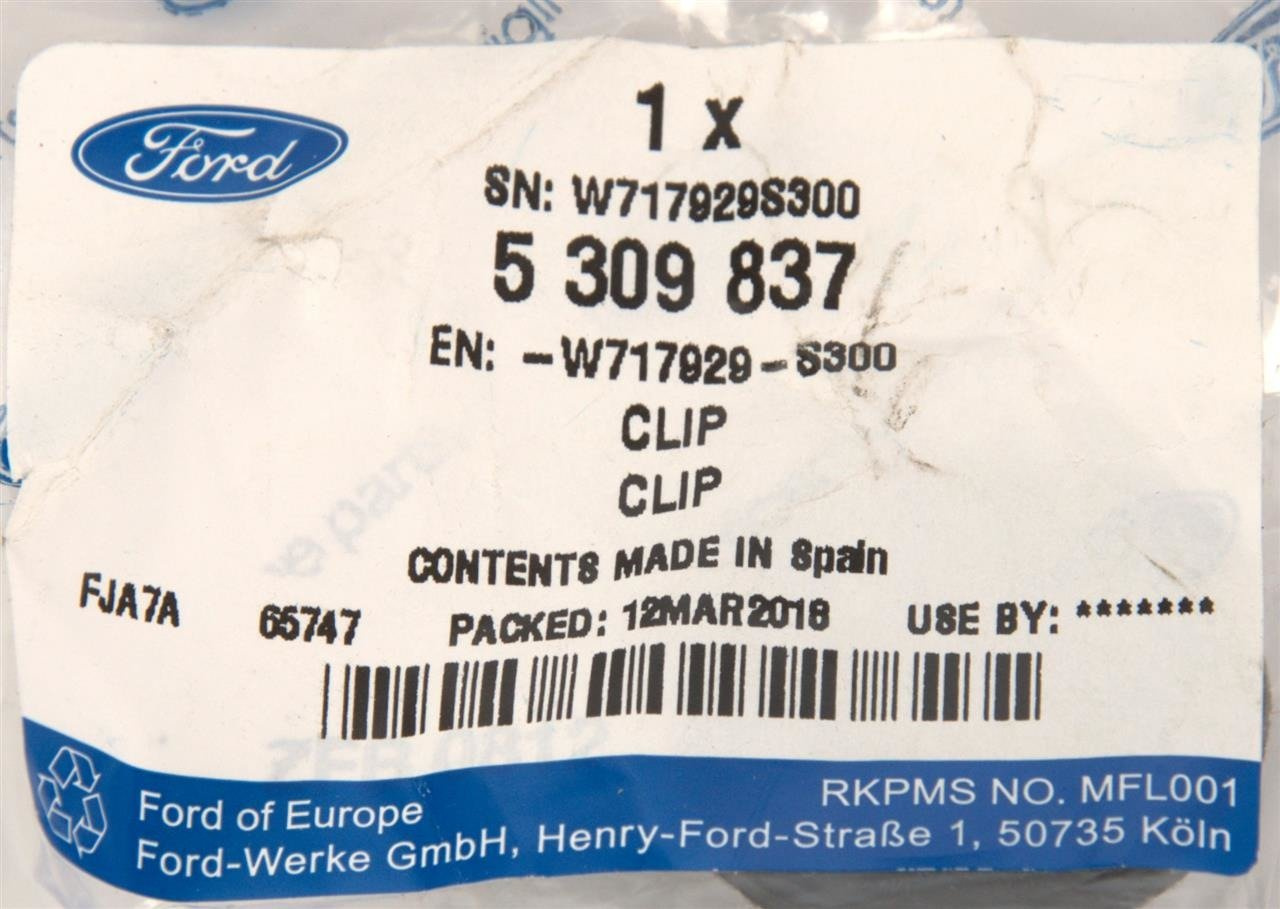 Ford
1 x
SN: W717929S300
5 309 837
EN: -W717929-S300
CLIP
CLIP
CONTENTS MADE IN Spain
FJA7A 65747 PACKED: 12MAR2018 USE BY: *******
RKPMS NO. MFL001
Ford of Europe
Ford-Werke GmbH, Henry-Ford-Straße 1, 50735 Köln